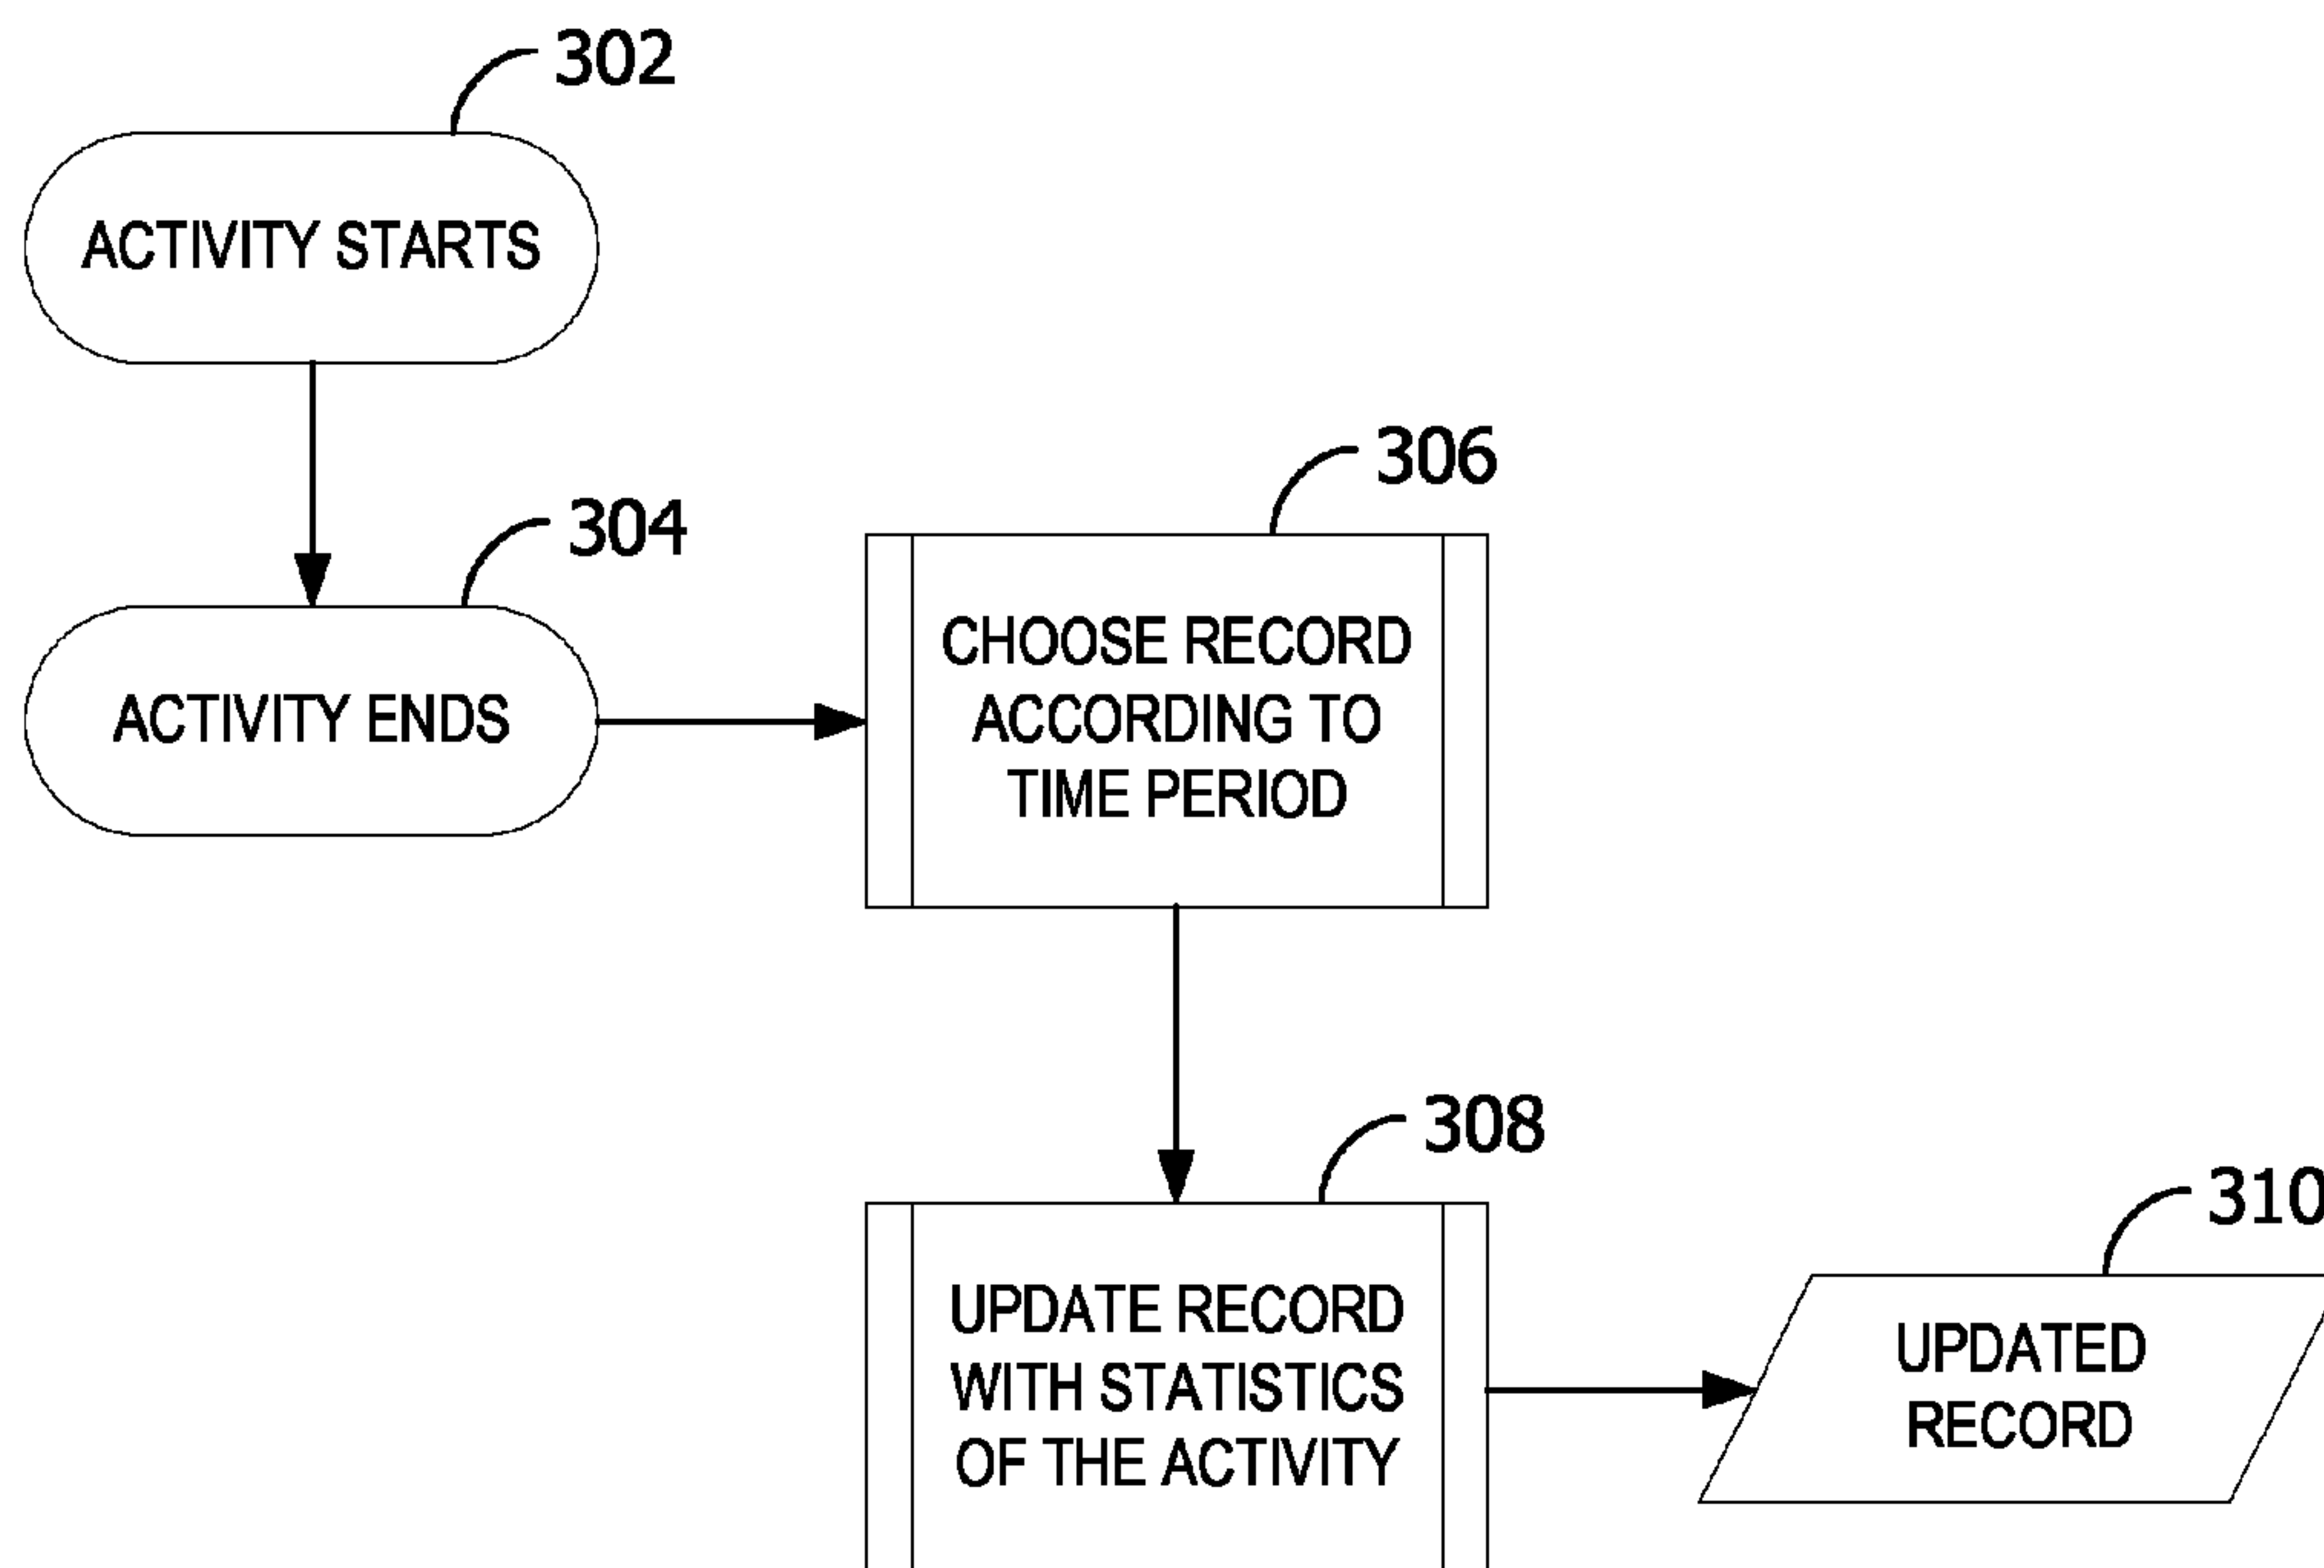 302
ACTIVITY STARTS
304
ACTIVITY ENDS
306
CHOOSE RECORD
ACCORDING TO
TIME PERIOD
308
UPDATE RECORD
WITH STATISTICS
OF THE ACTIVITY
310
UPDATED
RECORD